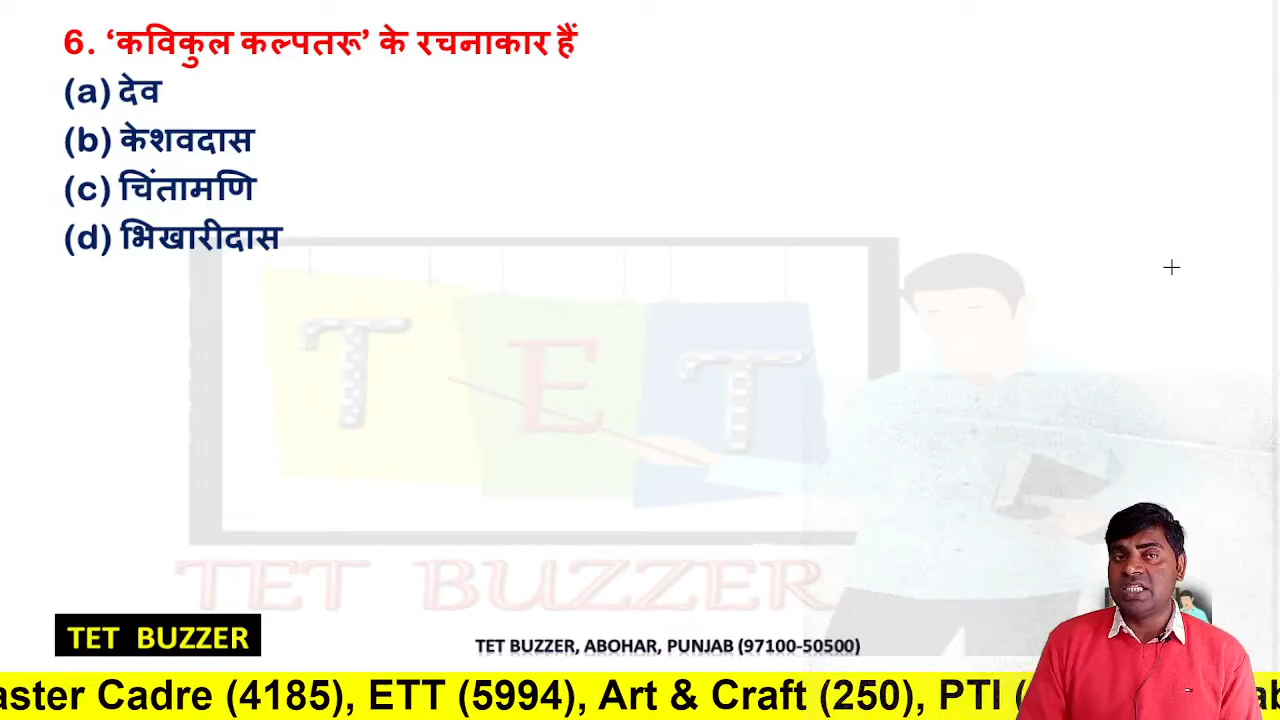 6. ‘कविकुल कल्पतरू’ के रचनाकार हैं
(a) देव
(b) केशवदास
(c) चिंतामणि
(d) भिखारीदास
T E T
TET BUZZER
TET BUZZER
TET BUZZER, ABOHAR, PUNJAB (97100-50500)
aster Cadre (4185), ETT (5994), Art & Craft (250), PTI (